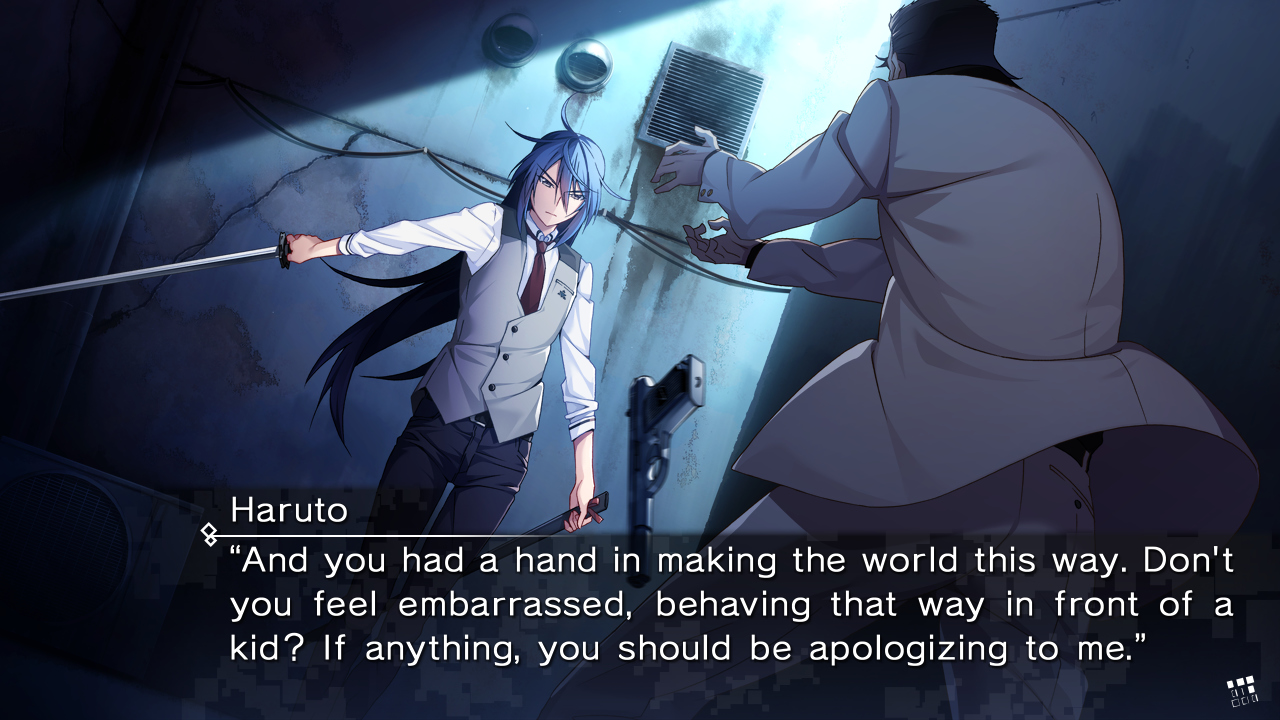 Haruto
“And you had a hand in making the world this way. Don't
you feel embarrassed, behaving that way in front of a
kid? If anything, you should be apologizing to me.”